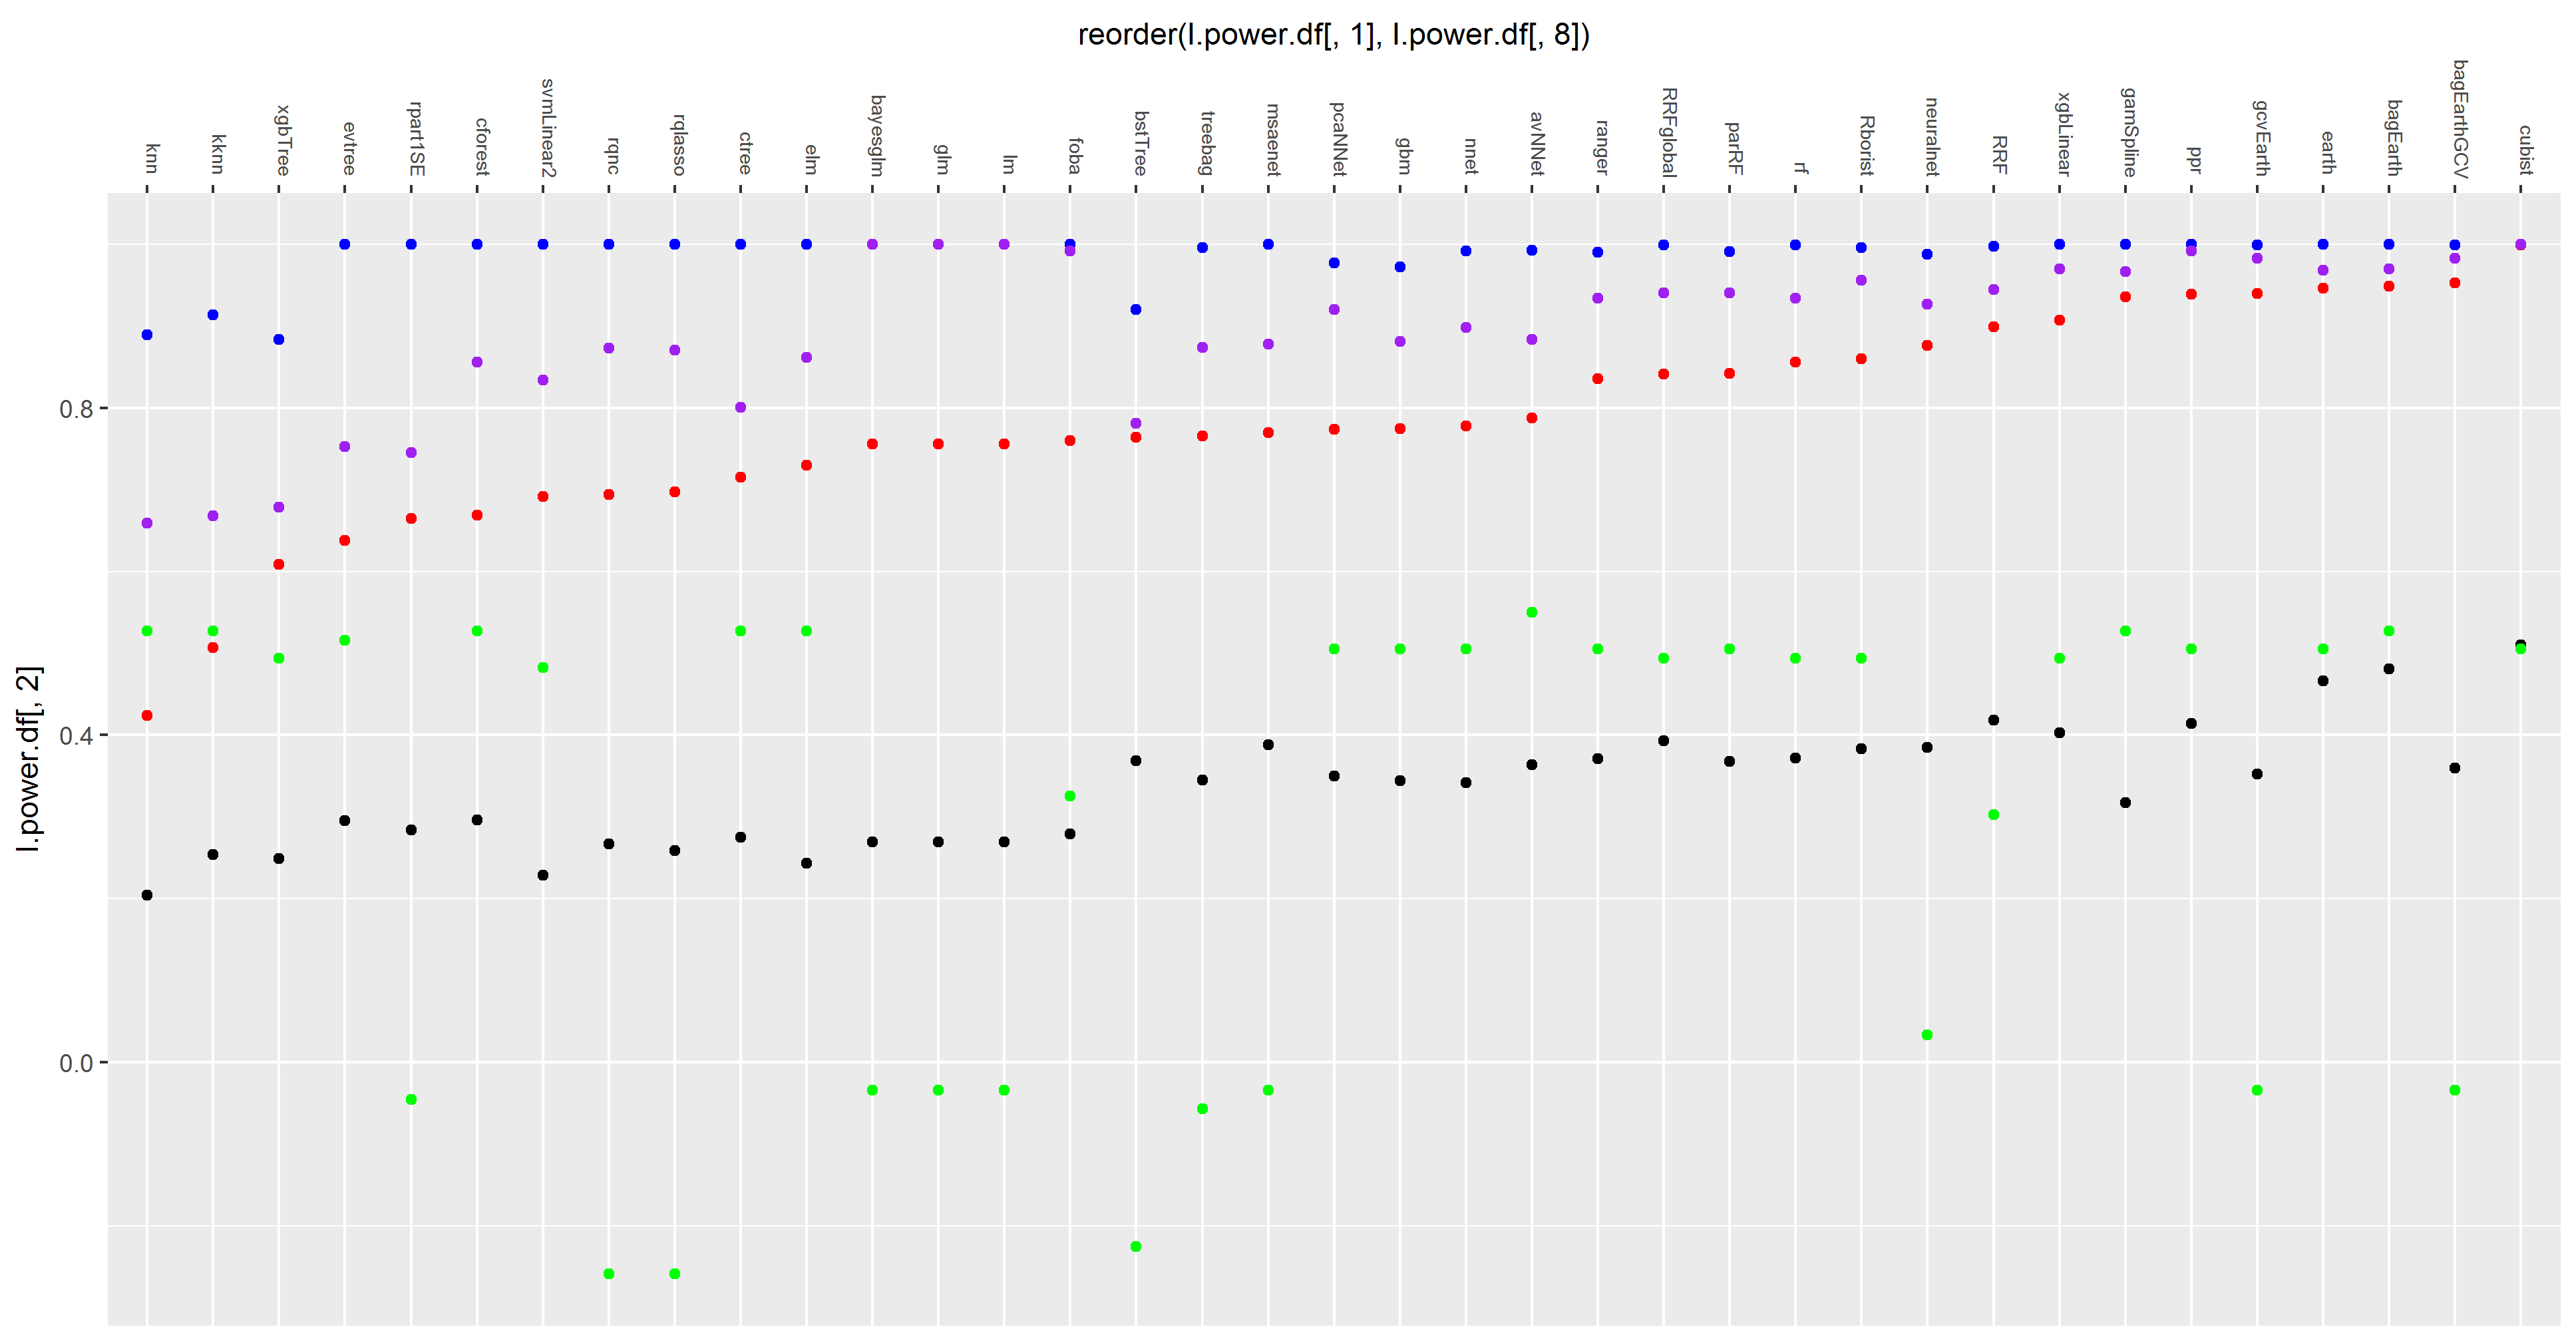 reorder(l.power.df[, 1], l.power.df[, 8])
knn
kknn
xgbTree
evtree
rpart1SE
cforest
svmLinear2
rqnc
rqlasso
ctree
elm
bayesglm
glm
lm
foba
bstTree
treebag
msaenet
pcaNNet
gbm
nnet
avNNet
ranger
RRFglobal
parRF
rf
Rborist
neuralnet
RRF
xgbLinear
gamSpline
ppr
gcvEarth
earth
bagEarth
bagEarthGCV
cubist
0.8
0.4
0.0
l.power.df[, 2]